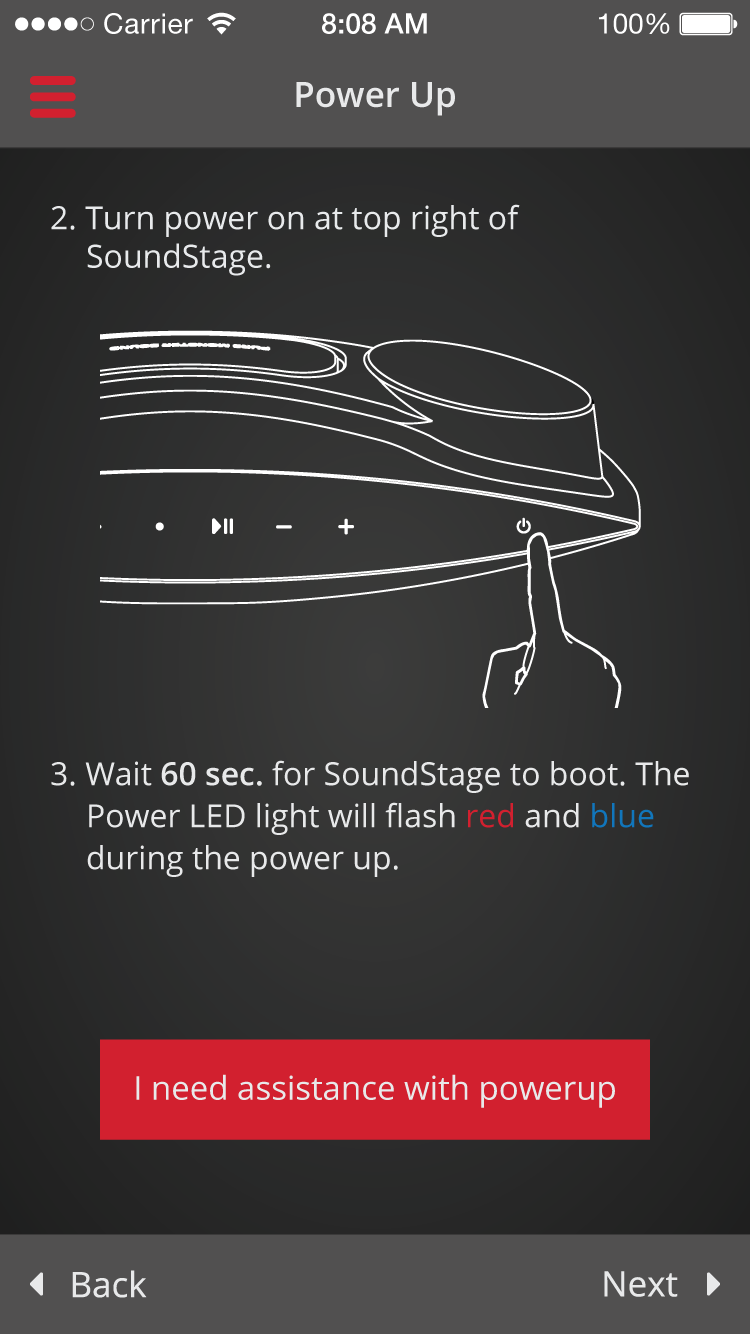 Carrier 8:08 AM 100%
Power Up
2. Turn power on at top right of
SoundStage.
3. Wait 60 sec. for SoundStage to boot. The
Power LED light will flash red and blue
during the power up.
I need assistance with powerup
Back Next